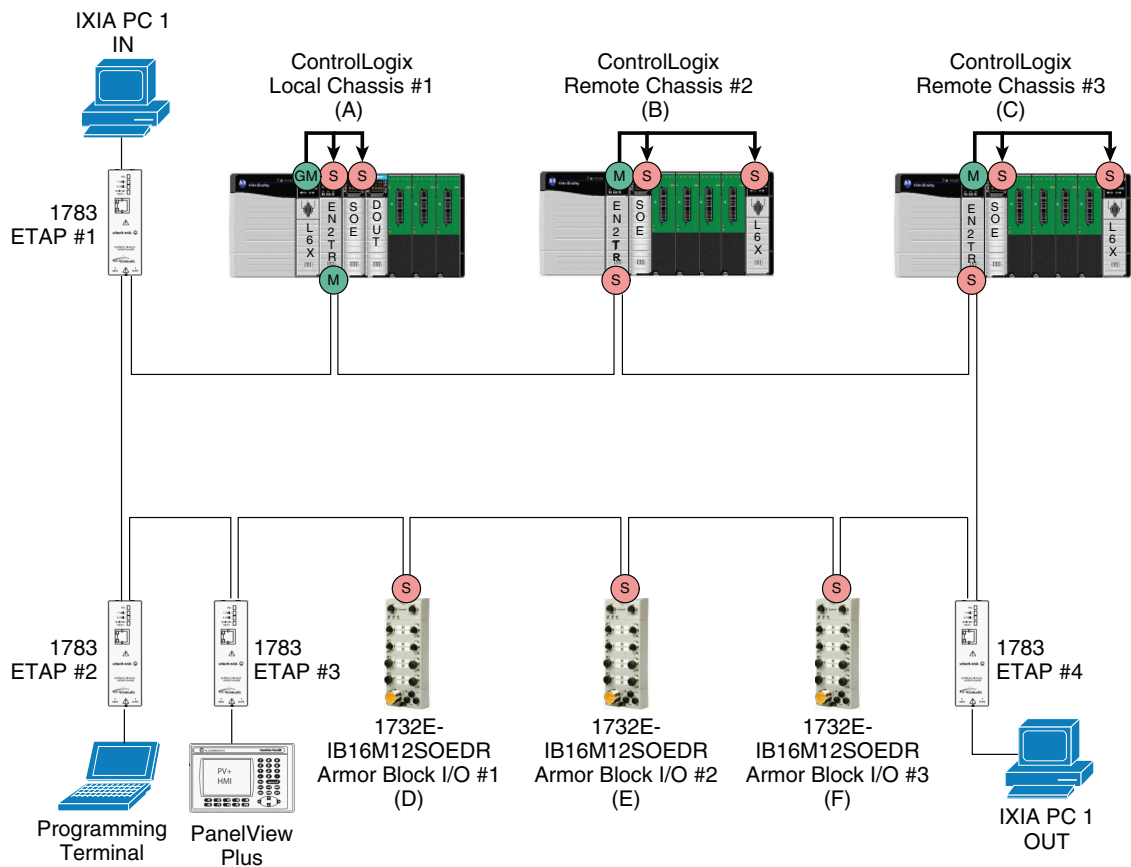 IXIA PC 1
IN
ControlLogix
Local Chassis #1
(A)
ControlLogix
Remote Chassis #2
(B)
ControlLogix
Remote Chassis #3
(C)
GM
S
S
M
S
S
M
S
S
L6X
EN2TR
SOE
DOUT
EN2TR
SOE
L6X
EN2TR
SOE
L6X
M
S
S
1783
ETAP #1
S
S
S
1783
ETAP #2
1783
ETAP #3
1783
ETAP #4
PV+
HMI
1732E-
IB16M12SOEDR
Armor Block I/O #1
(D)
1732E-
IB16M12SOEDR
Armor Block I/O #2
(E)
1732E-
IB16M12SOEDR
Armor Block I/O #3
(F)
Programming
Terminal
PanelView
Plus
IXIA PC 1
OUT